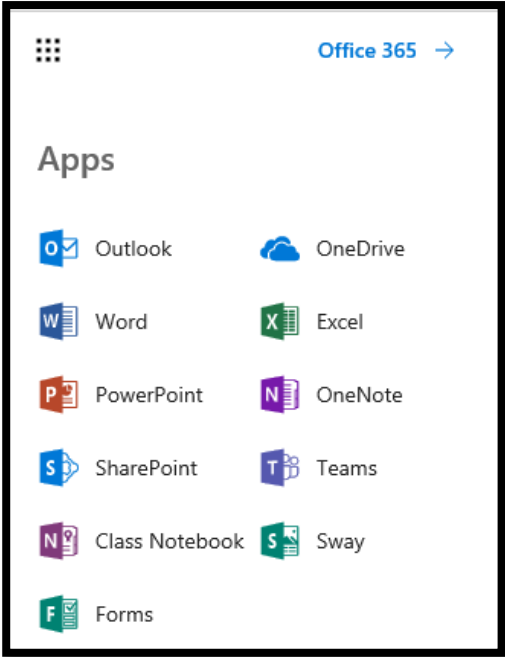 Office 365 →
Apps
Outlook OneDrive
Word Excel
PowerPoint OneNote
SharePoint Teams
Class Notebook Sway
Forms